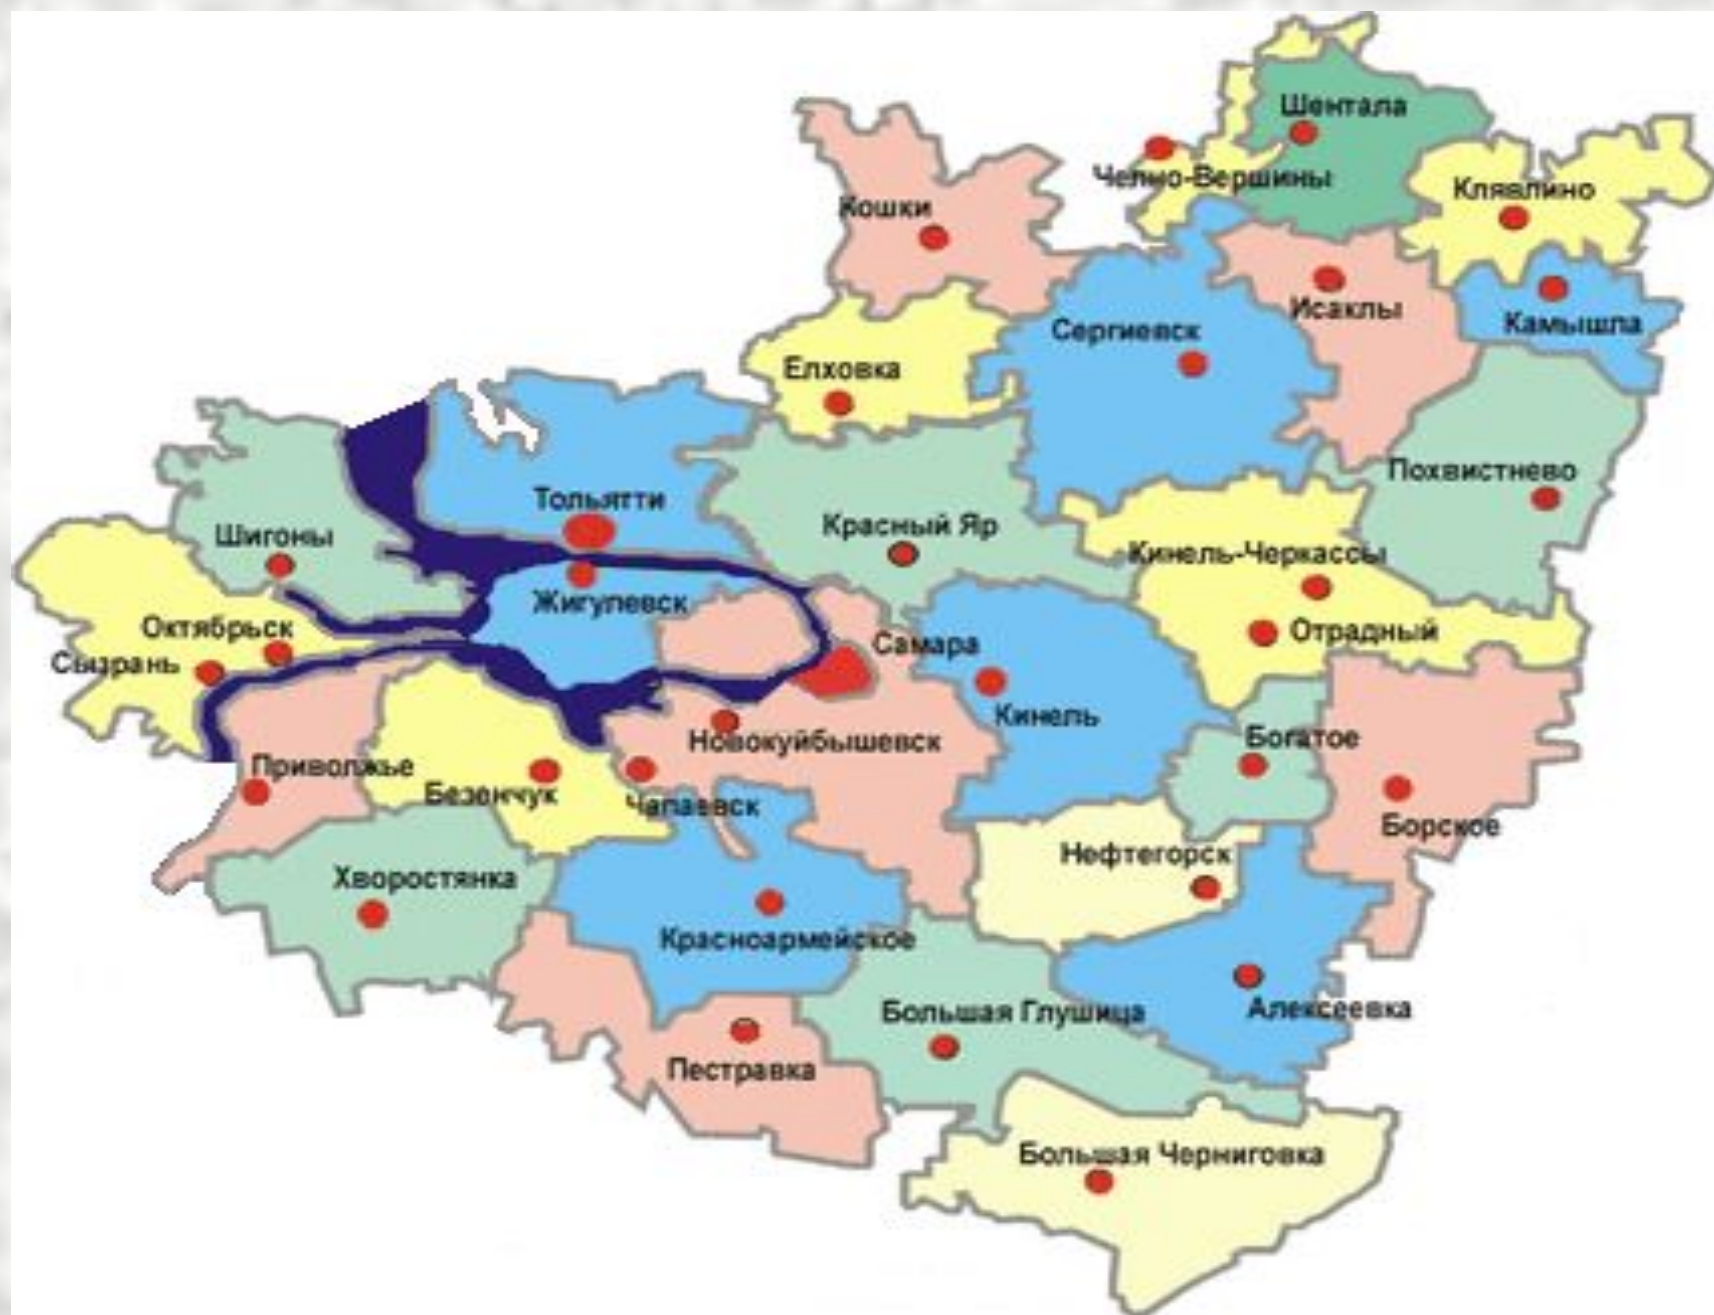 Шентала
Челно-Вершины
Клявлино
Кошки
Исаклы
Камышла
Сергиевск
Елховка
Похвистнево
Тольятти
Красный Яр
Шигоны
Кинель-Черкассы
Жигулевск
Октябрьск
Отрадный
Самара
Сызрань
Кинель
Новокуйбышевск
Богатое
Приволжье
Безенчук
Чапаевск
Борское
Нефтегорск
Хворостянка
Красноармейское
Алексеевка
Большая Глушица
Пестравка
Большая Черниговка